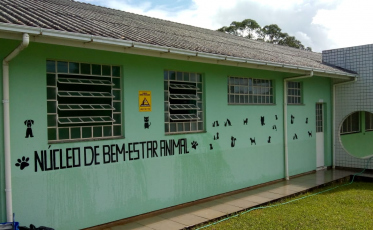 NÚCLEO DE BEM-ESTAR ANIMAL